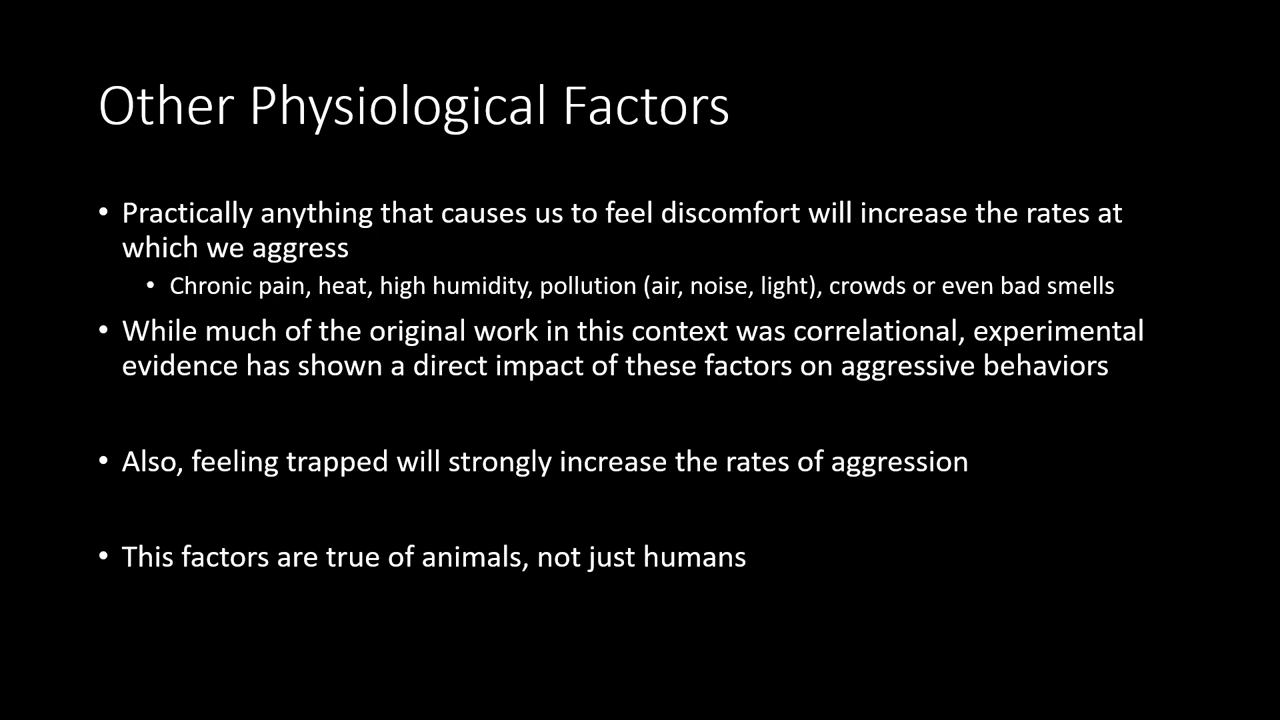 Other Physiological Factors
• Practically anything that causes us to feel discomfort will increase the rates at
which we aggress
• Chronic pain, heat, high humidity, pollution (air, noise, light), crowds or even bad smells
• While much of the original work in this context was correlational, experimental
evidence has shown a direct impact of these factors on aggressive behaviors
• Also, feeling trapped will strongly increase the rates of aggression
• This factors are true of animals, not just humans